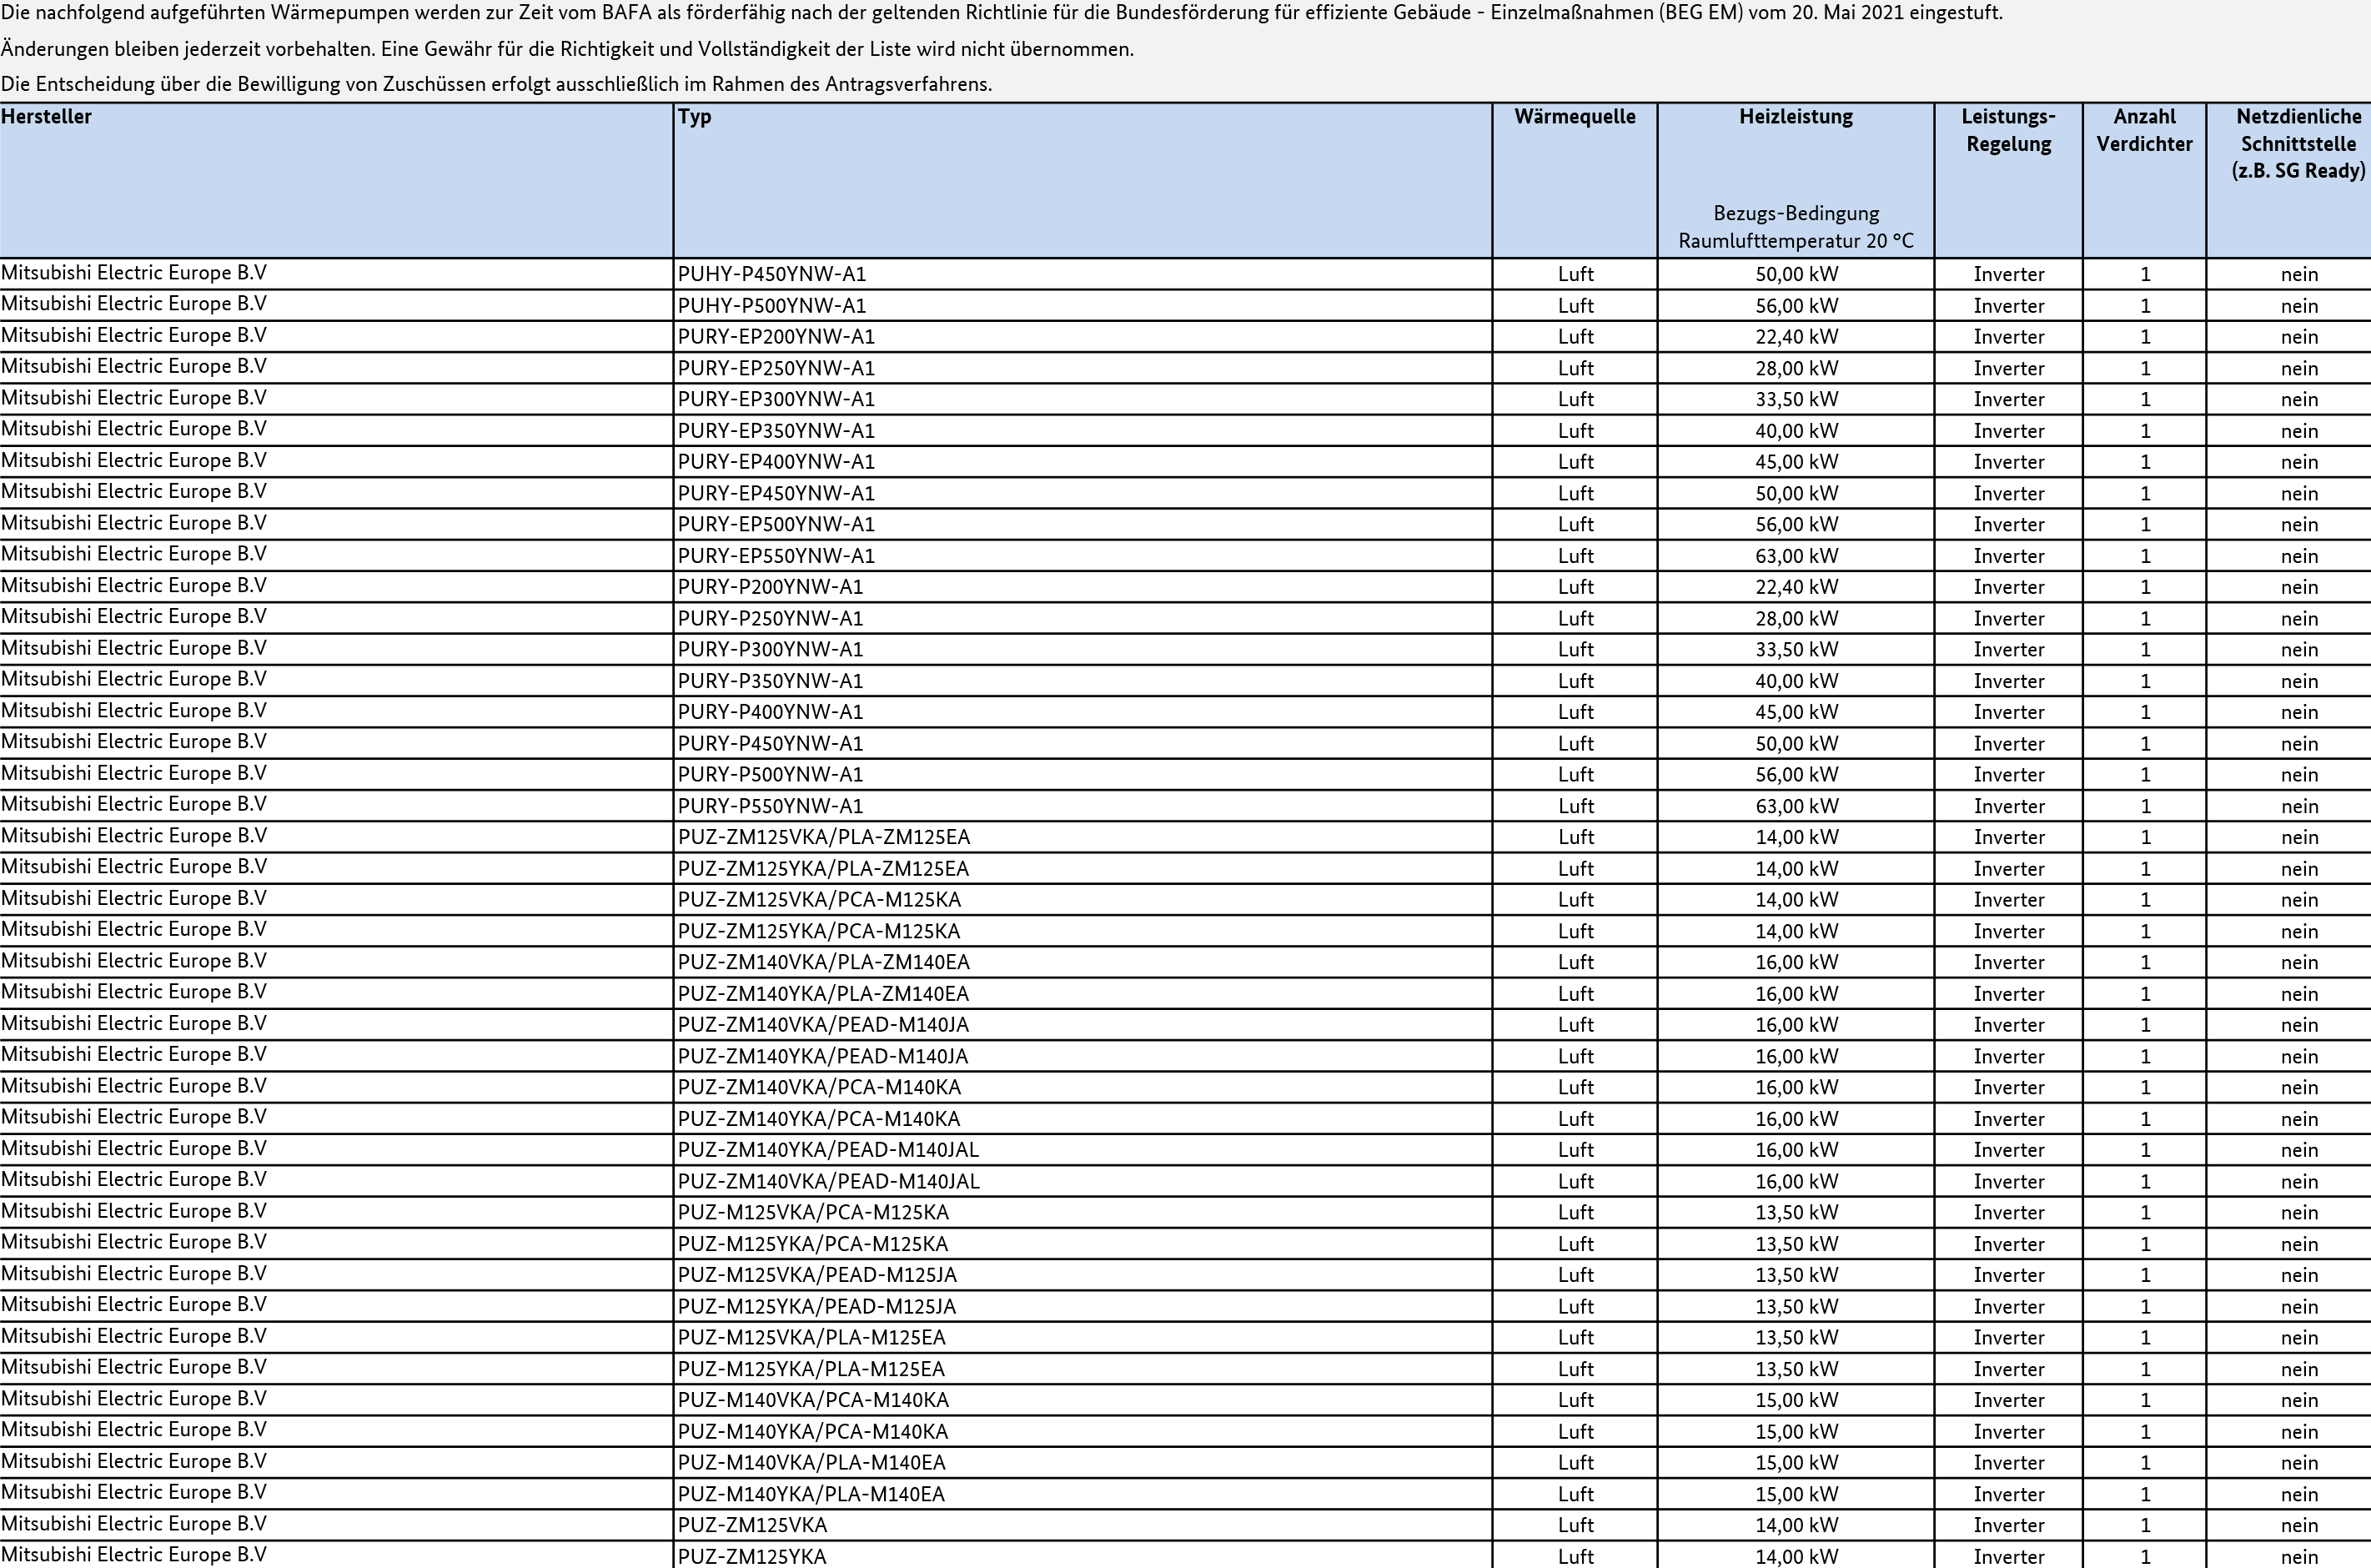 Die nachfolgend aufgeführten Wärmepumpen werden zur Zeit vom BAFA als förderfähig nach der geltenden Richtlinie für die Bundesförderung für effiziente Gebäude - Einzelmaßnahmen (BEG EM) vom 20. Mai 2021 eingestuft.
Änderungen bleiben jederzeit vorbehalten. Eine Gewähr für die Richtigkeit und Vollständigkeit der Liste wird nicht übernommen.
Die Entscheidung über die Bewilligung von Zuschüssen erfolgt ausschließlich im Rahmen des Antragsverfahrens.
Hersteller Typ Wärmequelle Heizleistung Leistungs- Anzahl Netzdienliche
Regelung Verdichter Schnittstelle
(z.B. SG Ready)
Bezugs-Bedingung
Raumlufttemperatur 20 °C
Mitsubishi Electric Europe B.V PUHY-P450YNW-A1 Luft 50,00 kW Inverter 1 nein
Mitsubishi Electric Europe B.V PUHY-P500YNW-A1 Luft 56,00 kW Inverter 1 nein
Mitsubishi Electric Europe B.V PURY-EP200YNW-A1 Luft 22,40 kW Inverter 1 nein
Mitsubishi Electric Europe B.V PURY-EP250YNW-A1 Luft 28,00 kW Inverter 1 nein
Mitsubishi Electric Europe B.V PURY-EP300YNW-A1 Luft 33,50 kW Inverter 1 nein
Mitsubishi Electric Europe B.V PURY-EP350YNW-A1 Luft 40,00 kW Inverter 1 nein
Mitsubishi Electric Europe B.V PURY-EP400YNW-A1 Luft 45,00 kW Inverter 1 nein
Mitsubishi Electric Europe B.V PURY-EP450YNW-A1 Luft 50,00 kW Inverter 1 nein
Mitsubishi Electric Europe B.V PURY-EP500YNW-A1 Luft 56,00 kW Inverter 1 nein
Mitsubishi Electric Europe B.V PURY-EP550YNW-A1 Luft 63,00 kW Inverter 1 nein
Mitsubishi Electric Europe B.V PURY-P200YNW-A1 Luft 22,40 kW Inverter 1 nein
Mitsubishi Electric Europe B.V PURY-P250YNW-A1 Luft 28,00 kW Inverter 1 nein
Mitsubishi Electric Europe B.V PURY-P300YNW-A1 Luft 33,50 kW Inverter 1 nein
Mitsubishi Electric Europe B.V PURY-P350YNW-A1 Luft 40,00 kW Inverter 1 nein
Mitsubishi Electric Europe B.V PURY-P400YNW-A1 Luft 45,00 kW Inverter 1 nein
Mitsubishi Electric Europe B.V PURY-P450YNW-A1 Luft 50,00 kW Inverter 1 nein
Mitsubishi Electric Europe B.V PURY-P500YNW-A1 Luft 56,00 kW Inverter 1 nein
Mitsubishi Electric Europe B.V PURY-P550YNW-A1 Luft 63,00 kW Inverter 1 nein
Mitsubishi Electric Europe B.V PUZ-ZM125VKA/PLA-ZM125EA Luft 14,00 kW Inverter 1 nein
Mitsubishi Electric Europe B.V PUZ-ZM125YKA/PLA-ZM125EA Luft 14,00 kW Inverter 1 nein
Mitsubishi Electric Europe B.V PUZ-ZM125VKA/PCA-M125KA Luft 14,00 kW Inverter 1 nein
Mitsubishi Electric Europe B.V PUZ-ZM125YKA/PCA-M125KA Luft 14,00 kW Inverter 1 nein
Mitsubishi Electric Europe B.V PUZ-ZM140VKA/PLA-ZM140EA Luft 16,00 kW Inverter 1 nein
Mitsubishi Electric Europe B.V PUZ-ZM140YKA/PLA-ZM140EA Luft 16,00 kW Inverter 1 nein
Mitsubishi Electric Europe B.V PUZ-ZM140VKA/PEAD-M140JA Luft 16,00 kW Inverter 1 nein
Mitsubishi Electric Europe B.V PUZ-ZM140YKA/PEAD-M140JA Luft 16,00 kW Inverter 1 nein
Mitsubishi Electric Europe B.V PUZ-ZM140VKA/PCA-M140KA Luft 16,00 kW Inverter 1 nein
Mitsubishi Electric Europe B.V PUZ-ZM140YKA/PCA-M140KA Luft 16,00 kW Inverter 1 nein
Mitsubishi Electric Europe B.V PUZ-ZM140YKA/PEAD-M140JAL Luft 16,00 kW Inverter 1 nein
Mitsubishi Electric Europe B.V PUZ-ZM140VKA/PEAD-M140JAL Luft 16,00 kW Inverter 1 nein
Mitsubishi Electric Europe B.V PUZ-M125VKA/PCA-M125KA Luft 13,50 kW Inverter 1 nein
Mitsubishi Electric Europe B.V PUZ-M125YKA/PCA-M125KA Luft 13,50 kW Inverter 1 nein
Mitsubishi Electric Europe B.V PUZ-M125VKA/PEAD-M125JA Luft 13,50 kW Inverter 1 nein
Mitsubishi Electric Europe B.V PUZ-M125YKA/PEAD-M125JA Luft 13,50 kW Inverter 1 nein
Mitsubishi Electric Europe B.V PUZ-M125VKA/PLA-M125EA Luft 13,50 kW Inverter 1 nein
Mitsubishi Electric Europe B.V PUZ-M125YKA/PLA-M125EA Luft 13,50 kW Inverter 1 nein
Mitsubishi Electric Europe B.V PUZ-M140VKA/PCA-M140KA Luft 15,00 kW Inverter 1 nein
Mitsubishi Electric Europe B.V PUZ-M140YKA/PCA-M140KA Luft 15,00 kW Inverter 1 nein
Mitsubishi Electric Europe B.V PUZ-M140VKA/PLA-M140EA Luft 15,00 kW Inverter 1 nein
Mitsubishi Electric Europe B.V PUZ-M140YKA/PLA-M140EA Luft 15,00 kW Inverter 1 nein
Mitsubishi Electric Europe B.V PUZ-ZM125VKA Luft 14,00 kW Inverter 1 nein
Mitsubishi Electric Europe B.V PUZ-ZM125YKA Luft 14,00 kW Inverter 1 nein